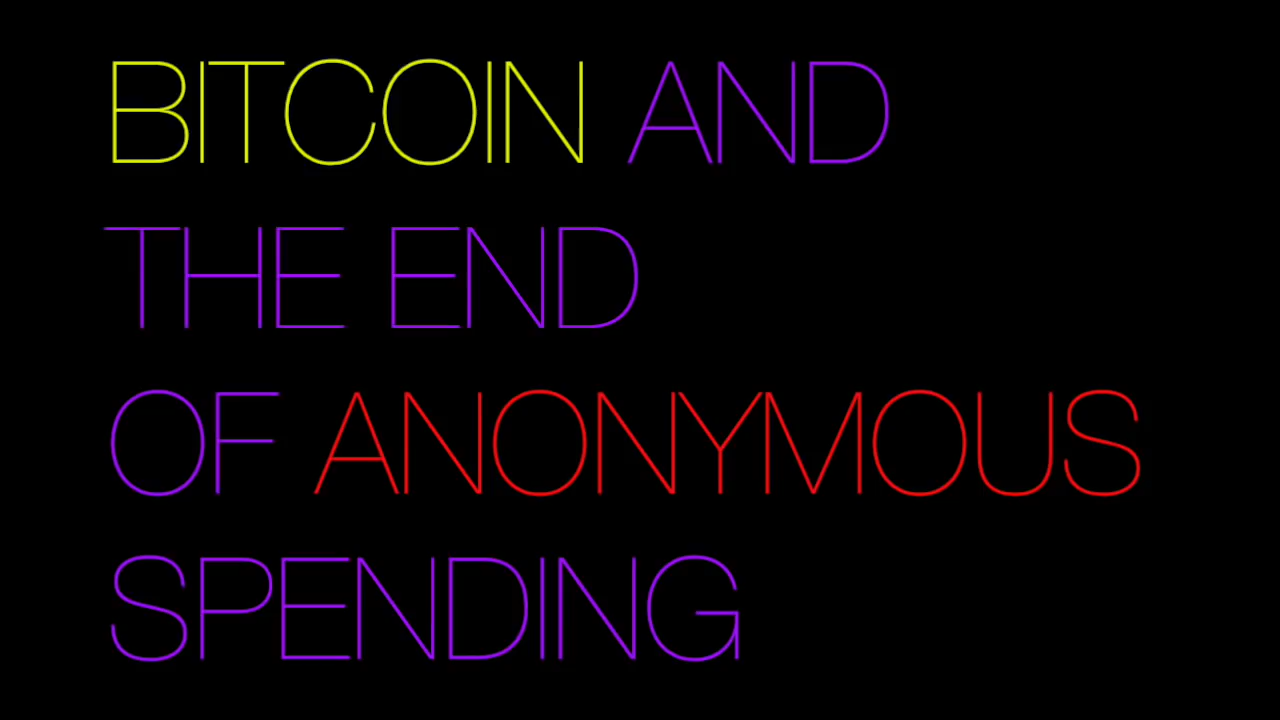 BITCOIN AND
THE END
OF ANONYMOUS
SPENDING